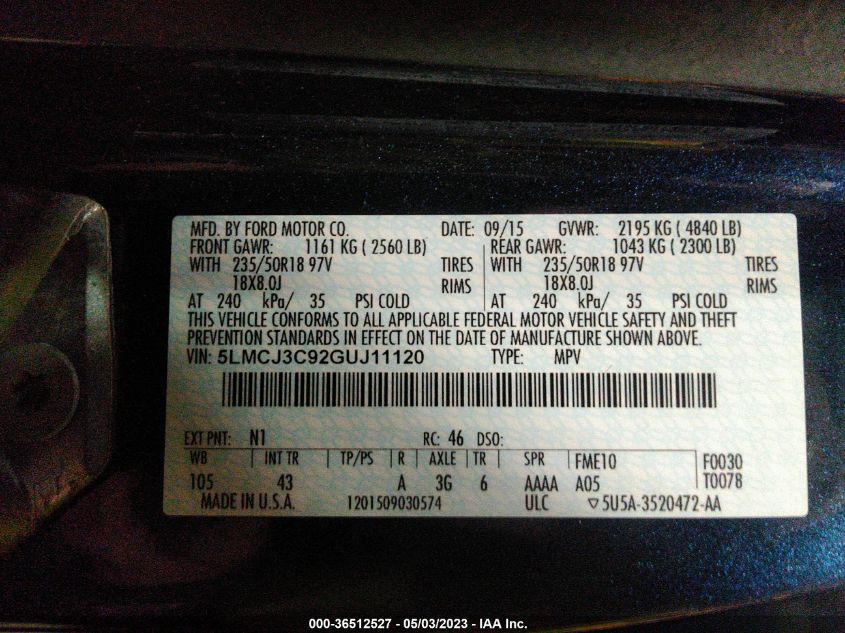 MFD. BY FORD MOTOR CO. DATE: 09/15 GVWR: 2195 KG ( 4840 LB)
FRONT GAWR: 1161 KG ( 2560 LB) REAR GAWR: 1043 KG ( 2300 LB)
WITH 235/50R18 97V TIRES WITH 235/50R18 97V TIRES
18X8.0J RIMS 18X8.0J RIMS
AT 240 kPa/ 35 PSI COLD AT 240 kPa/ 35 PSI COLD
THIS VEHICLE CONFORMS TO ALL APPLICABLE FEDERAL MOTOR VEHICLE SAFETY AND THEFT
PREVENTION STANDARDS IN EFFECT ON THE DATE OF MANUFACTURE SHOWN ABOVE.
VIN: 5LMCJ3C92GUJ11120 TYPE: MPV
EXT PNT: N1 RC: 46 DSO:
WB INT TR TP/PS R AXLE TR SPR FME10 F0030
105 43 A 3G 6 AAAA A05 T0078
MADE IN U.S.A. 1201509030574 ULC ▽5U5A-3520472-AA
000-36512527 - 05/03/2023 - IAA Inc.